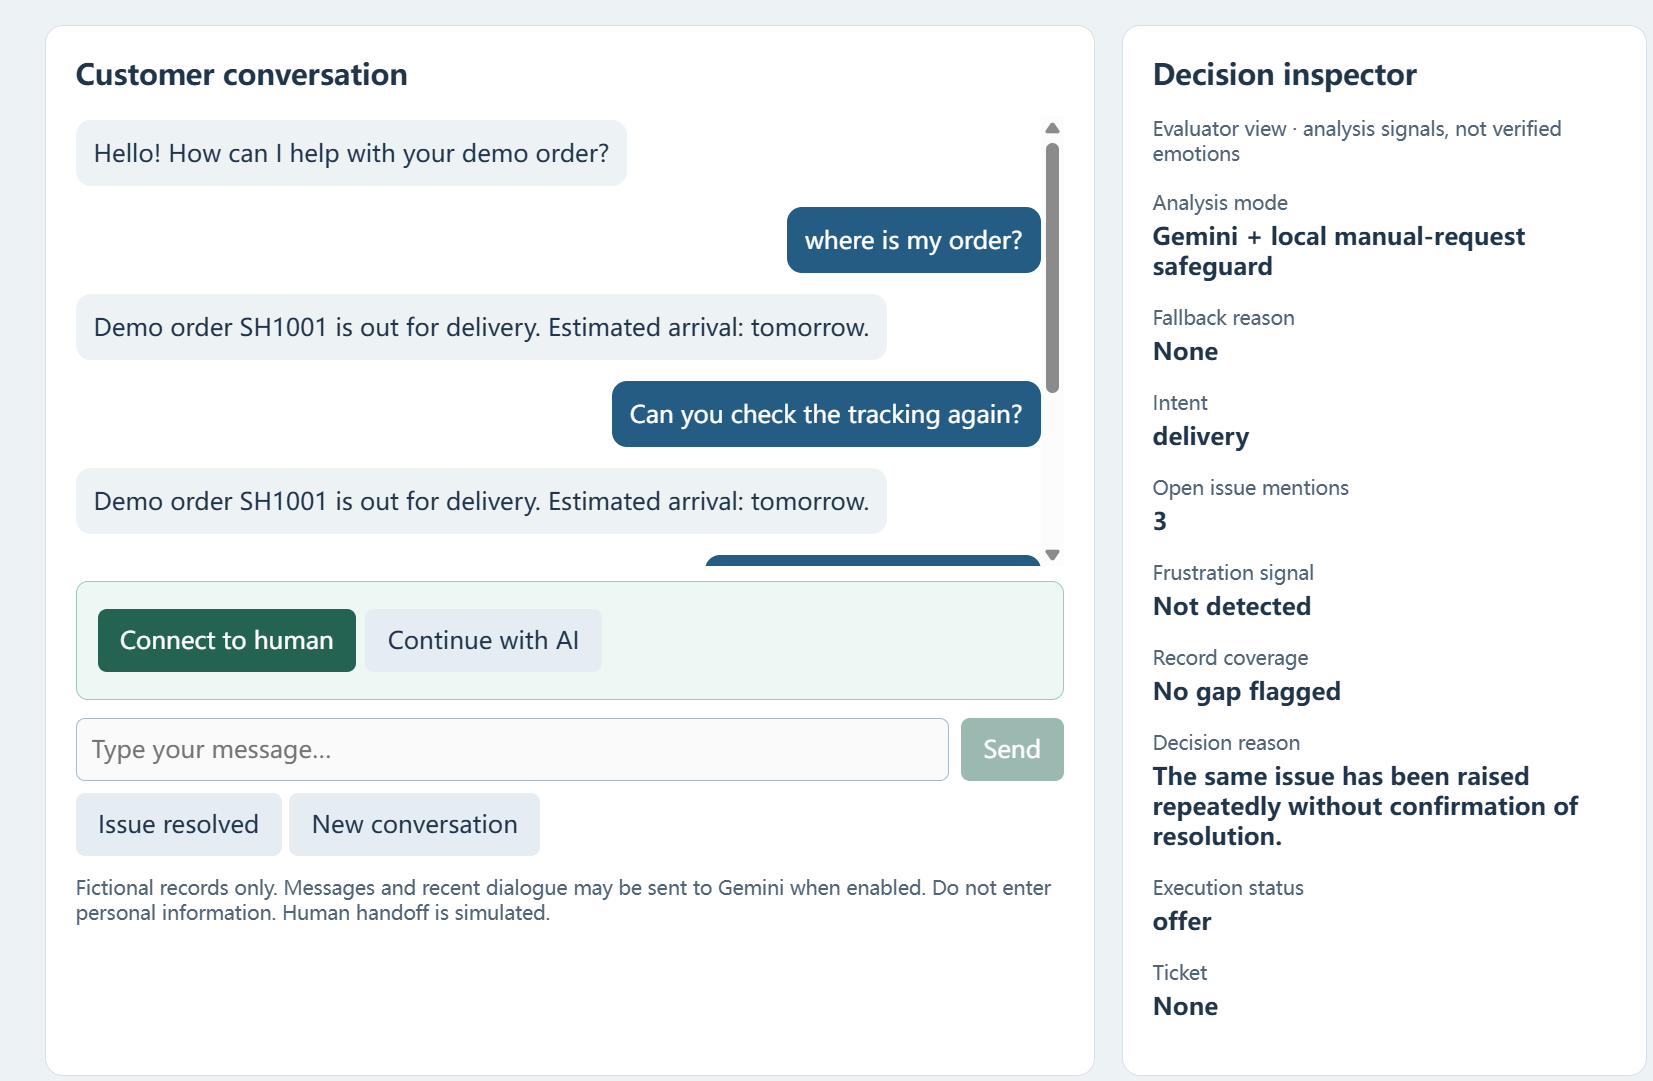 Customer conversation
Hello! How can I help with your demo order?
where is my order?
Demo order SH1001 is out for delivery. Estimated arrival: tomorrow.
Can you check the tracking again?
Demo order SH1001 is out for delivery. Estimated arrival: tomorrow.
Connect to human
Continue with AI
Type your message...
Send
Issue resolved
New conversation
Fictional records only. Messages and recent dialogue may be sent to Gemini when enabled. Do not enter
personal information. Human handoff is simulated.
Decision inspector
Evaluator view · analysis signals, not verified
emotions
Analysis mode
Gemini + local manual-request
safeguard
Fallback reason
None
Intent
delivery
Open issue mentions
3
Frustration signal
Not detected
Record coverage
No gap flagged
Decision reason
The same issue has been raised
repeatedly without confirmation of
resolution.
Execution status
offer
Ticket
None